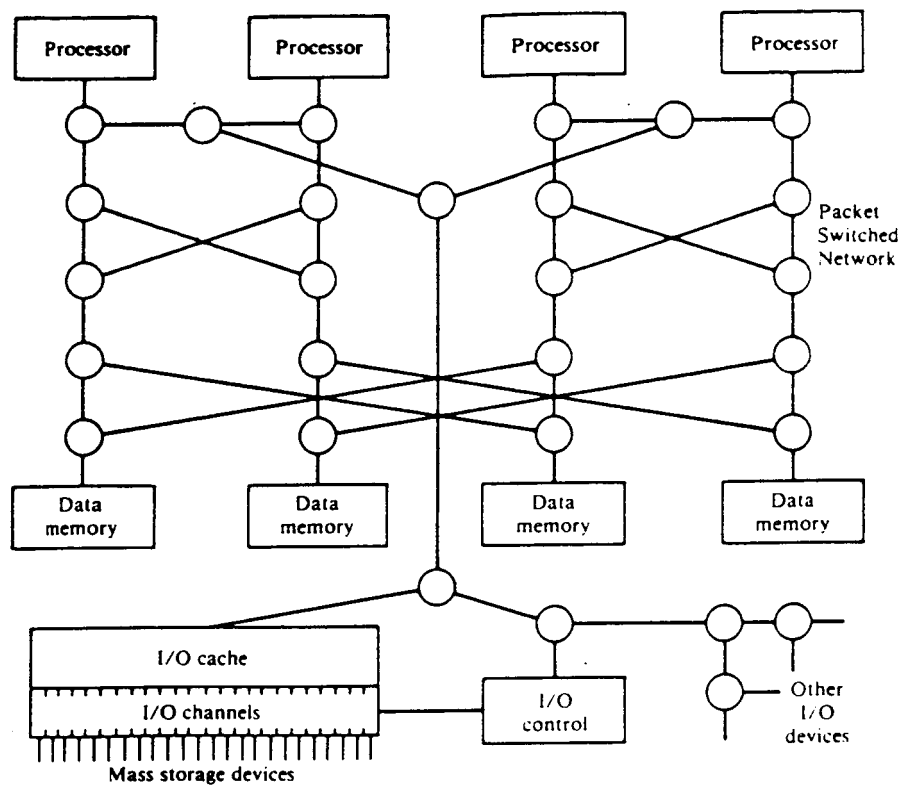 Processor
Processor
Processor
Processor
Packet
Switched
Network
Data
memory
Data
memory
Data
memory
Data
memory
I/O cache
I/O channels
Mass storage devices
I/O
control
Other
I/O
devices